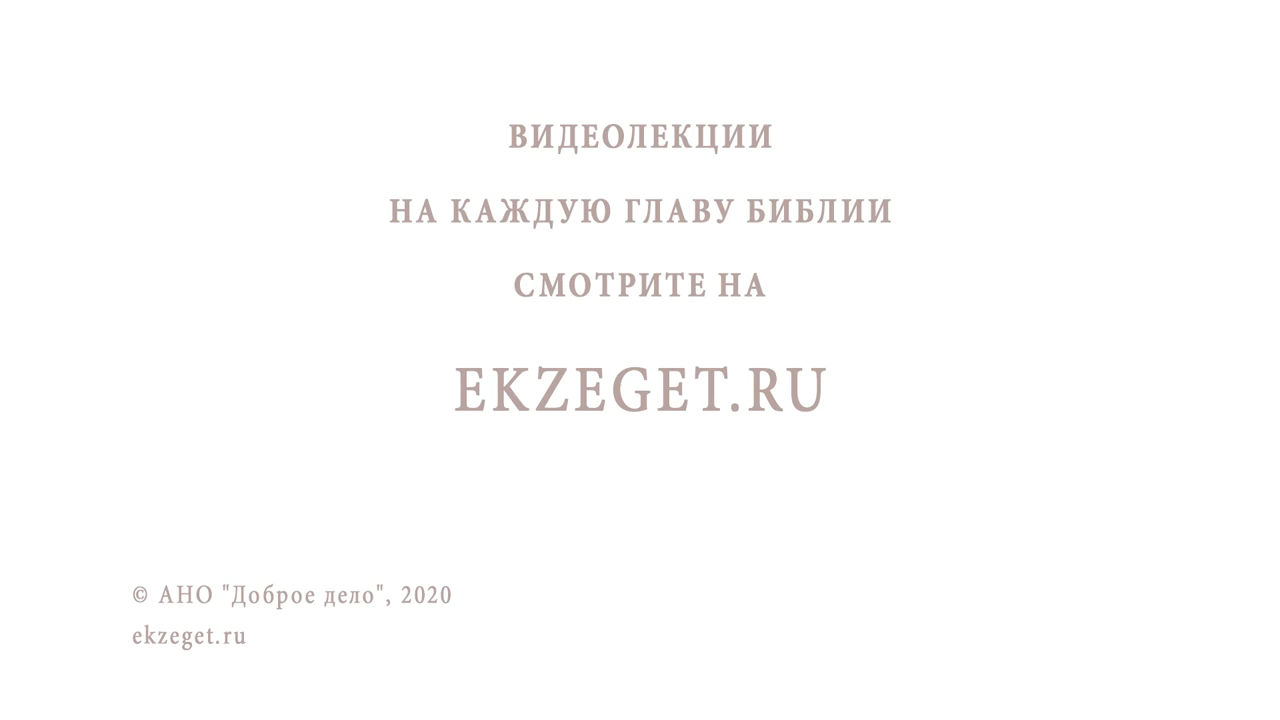 ВИДЕОЛЕКЦИИ
НА КАЖДУЮ ГЛАВУ БИБЛИИ
СМОТРИТЕ НА
EKZEGET.RU
© АНО "Доброе дело", 2020
ekzeget.ru